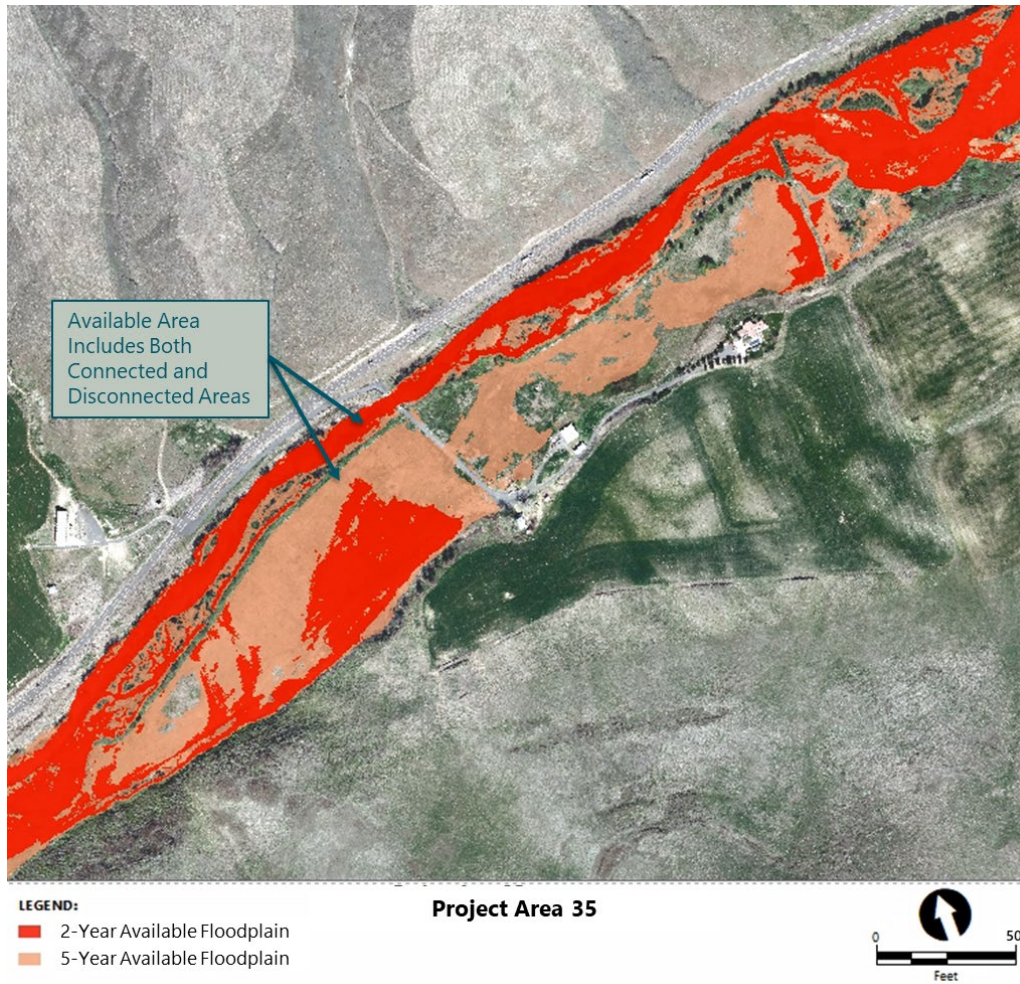 Available Area
Includes Both
Connected and
Disconnected Areas
LEGEND:
2-Year Available Floodplain
5-Year Available Floodplain
Project Area 35
0
50
Feet